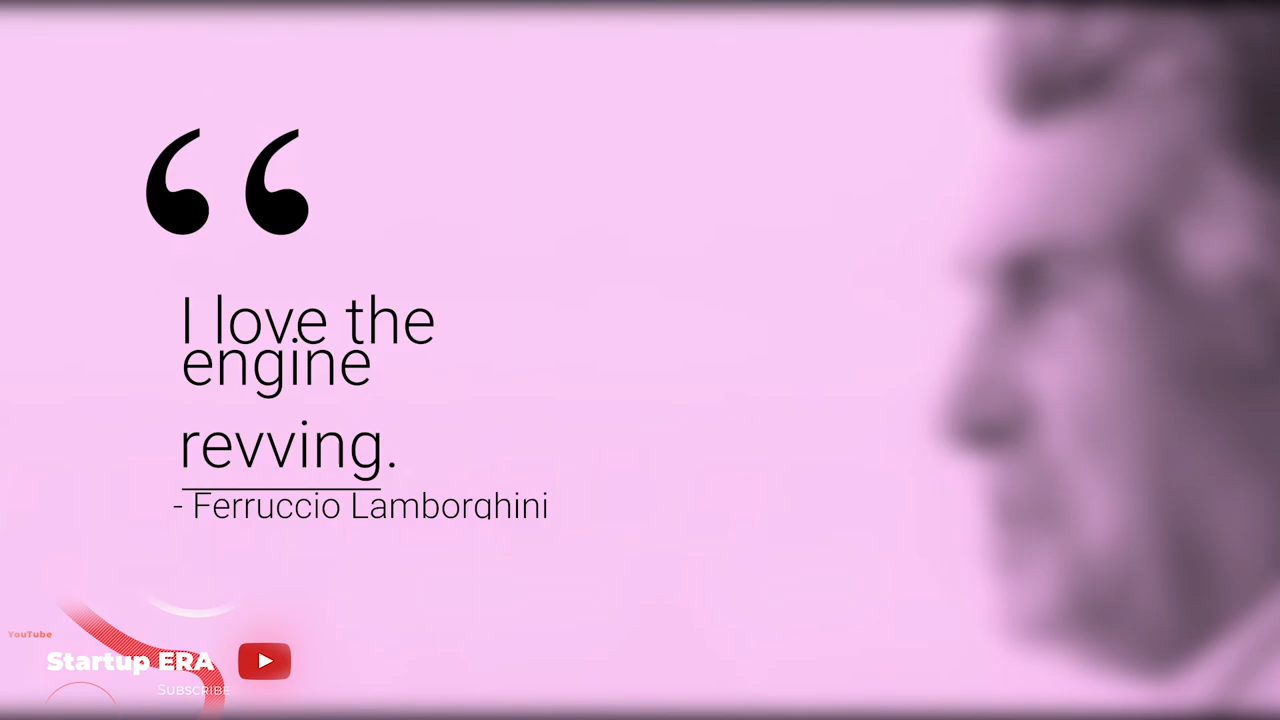 “
I love the
engine
revving.
- Ferruccio Lamborghini
YouTube
Startup ERA
SUBSCRIBE